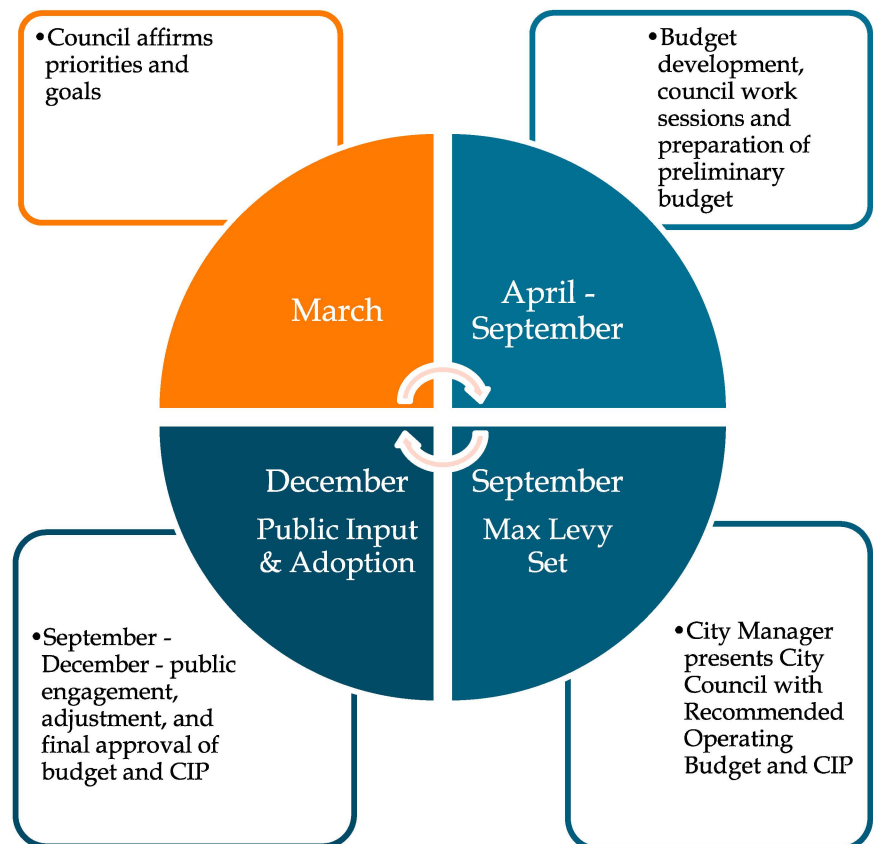 •Council affirms
priorities and
goals
•Budget
development,
council work
sessions and
preparation of
preliminary
budget
March
April -
September
December
Public Input
& Adoption
September
Max Levy
Set
•September -
December - public
engagement,
adjustment, and
final approval of
budget and CIP
•City Manager
presents City
Council with
Recommended
Operating
Budget and CIP